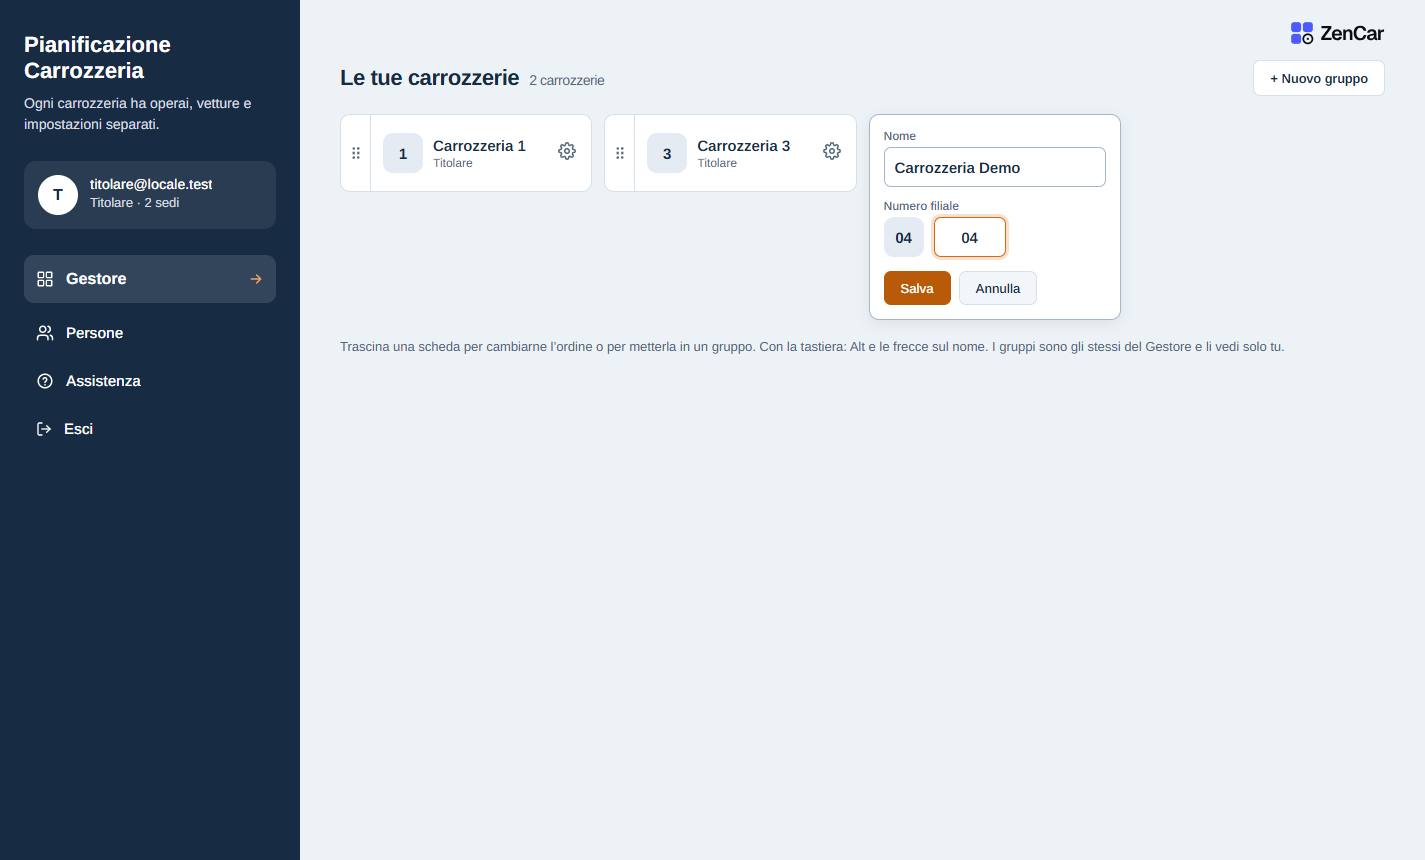 Pianificazione
Carrozzeria
Ogni carrozzeria ha operai, vetture e
impostazioni separati.
T
titolare@locale.test
Titolare · 2 sedi
Gestore
Persone
Assistenza
Esci
ZenCar
Le tue carrozzerie 2 carrozzerie
+ Nuovo gruppo
1
Carrozzeria 1
Titolare
3
Carrozzeria 3
Titolare
Nome
Carrozzeria Demo
Numero filiale
04 04
Salva Annulla
Trascina una scheda per cambiarne l'ordine o per metterla in un gruppo. Con la tastiera: Alt e le frecce sul nome. I gruppi sono gli stessi del Gestore e li vedi solo tu.